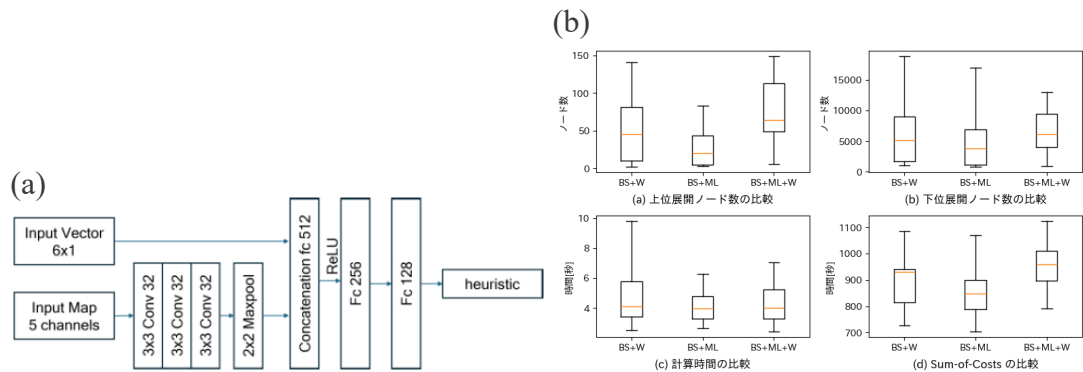 (a)
Input Vector
6x1
Input Map
5 channels
3x3 Conv 32
3x3 Conv 32
3x3 Conv 32
2x2 Maxpool
Concatenation fc 512
ReLU
Fc 256
Fc 128
heuristic
(b)
150
100
50
0
ノード数
BS+W BS+ML BS+ML+W
(a) 上位展開ノード数の比較
15000
10000
5000
0
ノード数
BS+W BS+ML BS+ML+W
(b) 下位展開ノード数の比較
10
8
6
4
時間[秒]
BS+W BS+ML BS+ML+W
(c) 計算時間の比較
1100
1000
900
800
700
時間[秒]
BS+W BS+ML BS+ML+W
(d) Sum-of-Costs の比較